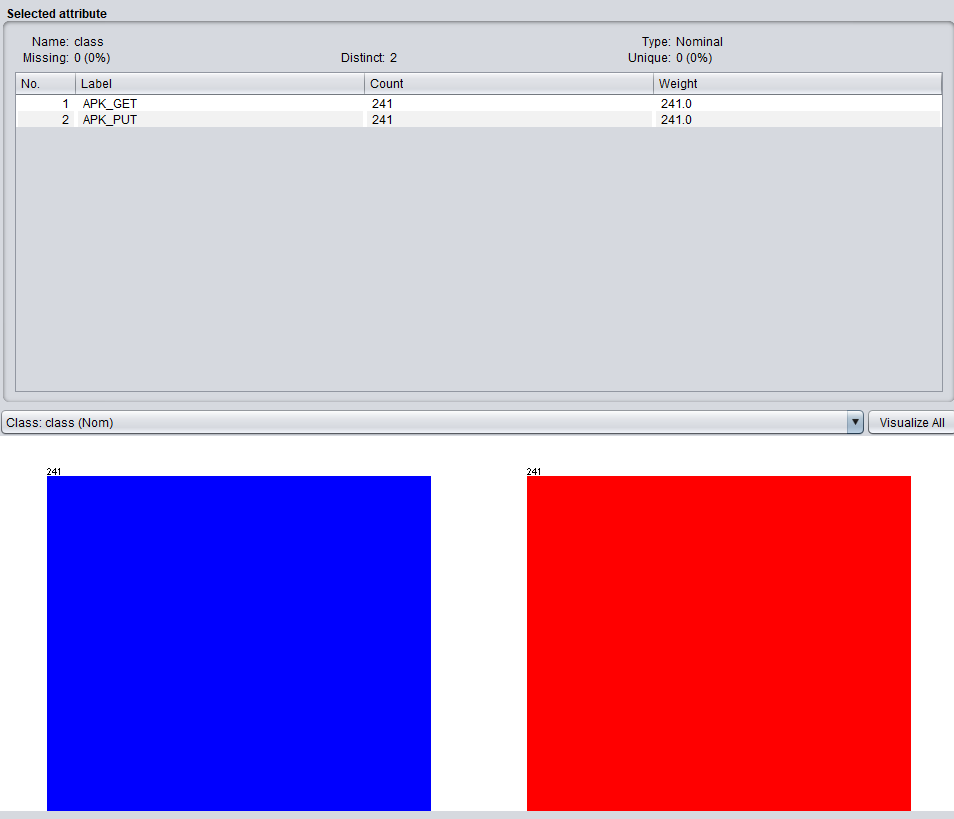 Selected attribute
Name: class Type: Nominal
Missing: 0 (0%) Distinct: 2 Unique: 0 (0%)
No. Label Count Weight
1 APK_GET 241 241.0
2 APK_PUT 241 241.0
Class: class (Nom) Visualize All
241 241